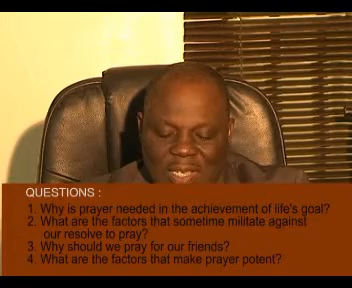 QUESTIONS :
1. Why is prayer needed in the achievement of life's goal?
2. What are the factors that sometime militate against
our resolve to pray?
3. Why should we pray for our friends?
4. What are the factors that make prayer potent?